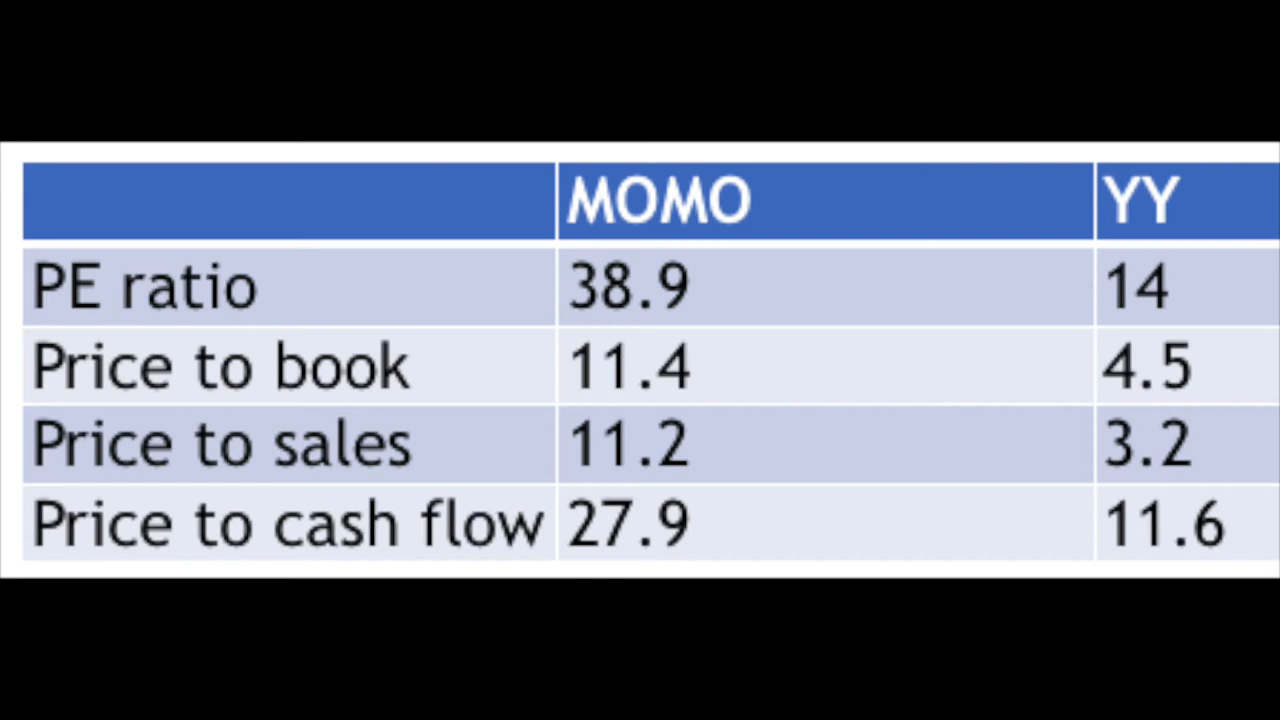 MOMO YY
PE ratio 38.9 14
Price to book 11.4 4.5
Price to sales 11.2 3.2
Price to cash flow 27.9 11.6